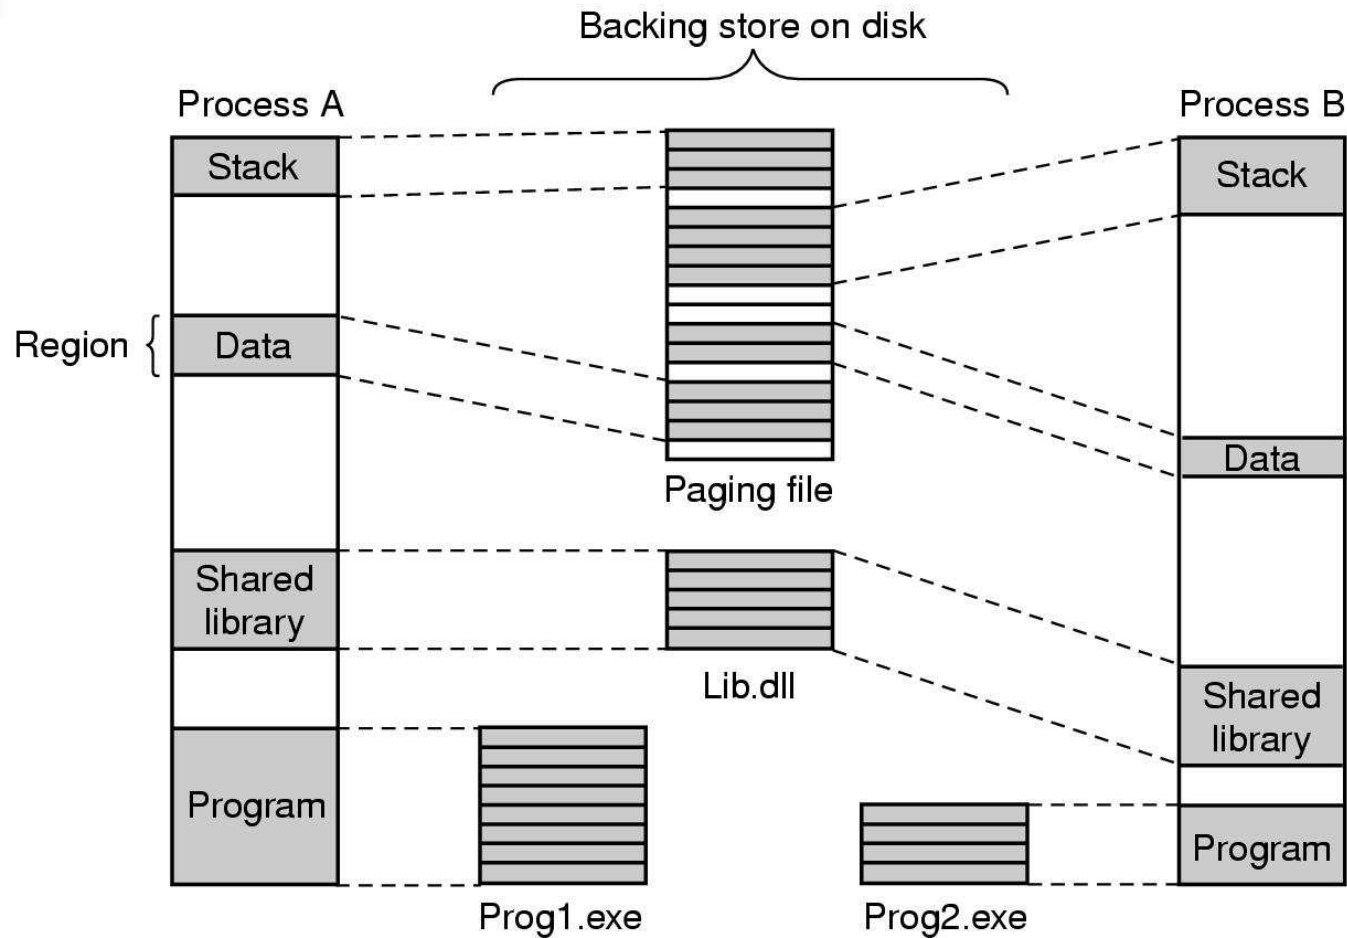 Backing store on disk
Process A
Process B
Stack
Stack
Region
Data
Data
Paging file
Shared
library
Lib.dll
Shared
library
Program
Program
Prog1.exe
Prog2.exe